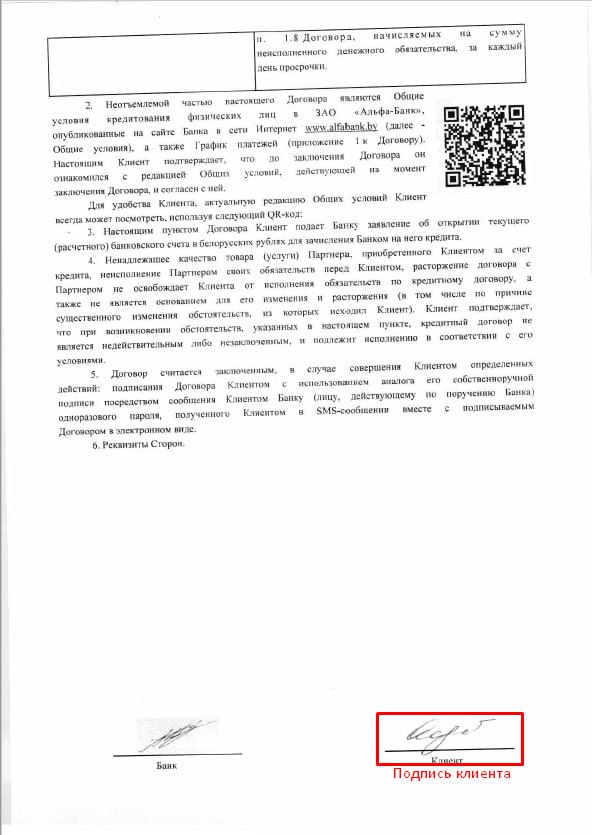 п. 1.8 Договора, начисляемых на сумму
неисполненного денежного обязательства, за каждый
день просрочки.
2. Неотъемлемой частью настоящего Договора являются Общие
условия кредитования физических лиц в ЗАО «Альфа-Банк»,
опубликованные на сайте Банка в сети Интернет www.alfabank.by (далее -
Общие условия), а также График платежей (приложение 1 к Договору).
Настоящим Клиент подтверждает, что до заключения Договора он
ознакомился с редакцией Общих условий, действующей на момент
заключения Договора, и согласен с ней.
Для удобства Клиента, актуальную редакцию Общих условий Клиент
всегда может посмотреть, используя следующий QR-код:
3. Настоящим пунктом Договора Клиент подает Банку заявление об открытии текущего
(расчетного) банковского счета в белорусских рублях для зачисления Банком на него кредита.
4. Ненадлежащее качество товара (услуги) Партнера, приобретенного Клиентом за счет
кредита, неисполнение Партнером своих обязательств перед Клиентом, расторжение договора с
Партнером не освобождает Клиента от исполнения обязательств по кредитному договору, а
также не является основанием для его изменения и расторжения (в том числе по причине
существенного изменения обстоятельств, из которых исходил Клиент). Клиент подтверждает,
что при возникновении обстоятельств, указанных в настоящем пункте, кредитный договор не
является недействительным либо незаключенным, и подлежит исполнению в соответствии с его
условиями.
5. Договор считается заключенным, в случае совершения Клиентом определенных
действий: подписания Договора Клиентом с использованием аналога его собственноручной
подписи посредством сообщения Клиентом Банку (лицу, действующему по поручению Банка)
одноразового пароля, полученного Клиентом в SMS-сообщении вместе с подписываемым
Договором в электронном виде.
6. Реквизиты Сторон.
Банк
Клиент
Подпись клиента